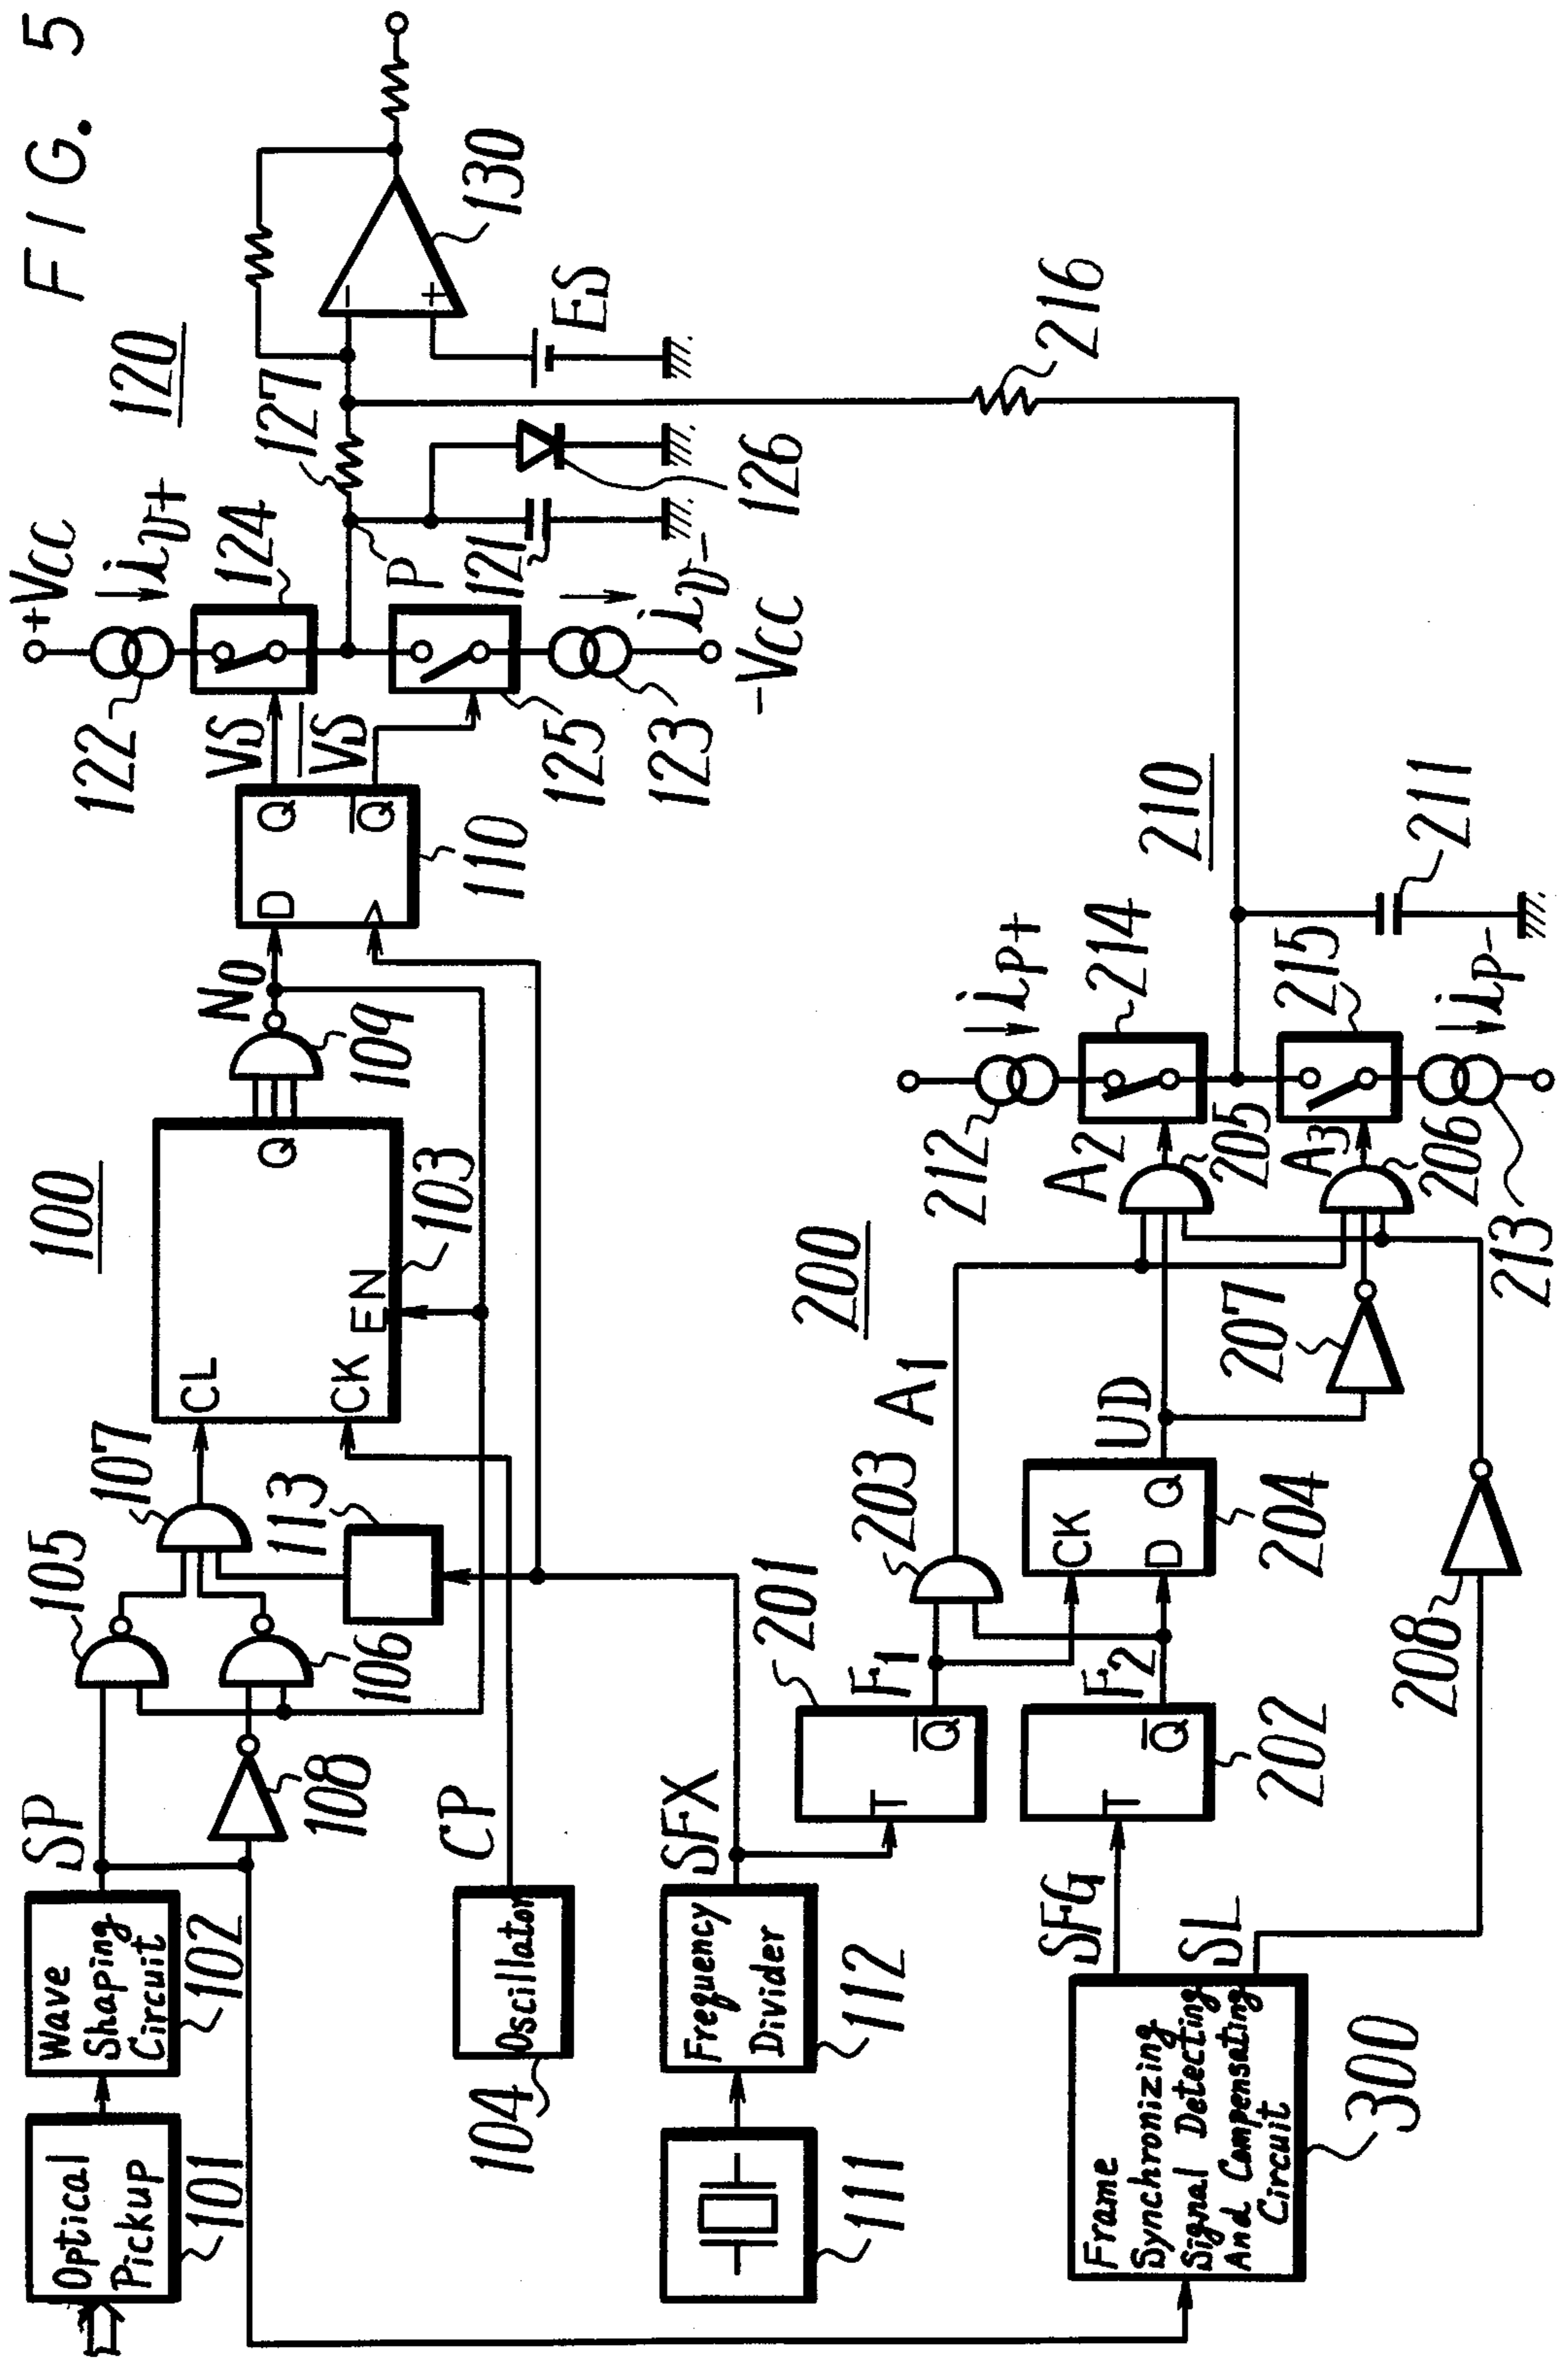 FIG. 5
Optical
Pickup
101
Wave
Shaping
Circuit
102
SP
105
106
107
108
113
100
CL
CK
EN
Q
103
109
N0
D
Q
Q̅
110
VS
V̅S̅
120
+Vcc
iv+
122
124
125
123
iv-
-Vcc
P
121
126
127
ES
130
Oscillator
104
CP
111
Frequency
Divider
112
SFX
200
201
T
Q̅
F1
202
T
Q̅
F2
203
A1
CK
D
Q
204
UD
207
208
A2
205
A3
206
210
212
ip+
214
215
ip-
213
211
216
Frame
Synchronizing
Signal Detecting
And Compensating
Circuit
300
SFG
SL